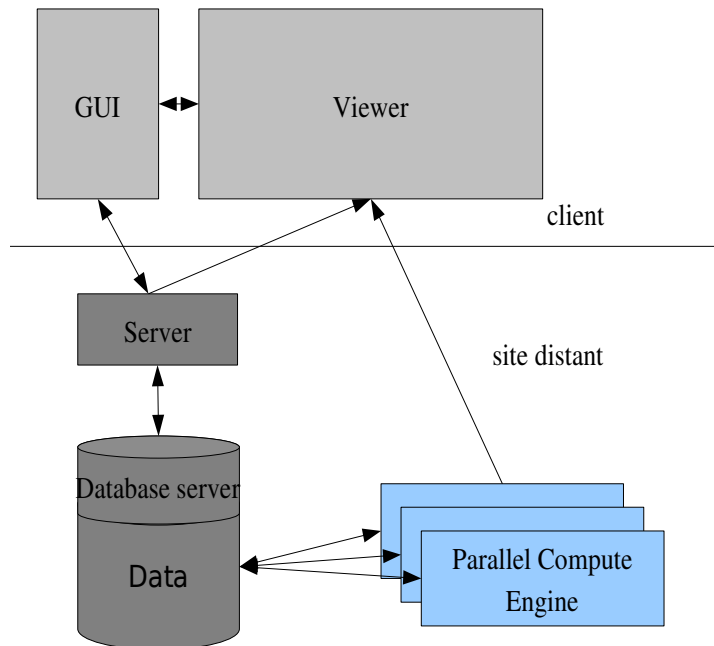 GUI
Viewer
client
Server
site distant
Database server
Data
Parallel Compute
Engine